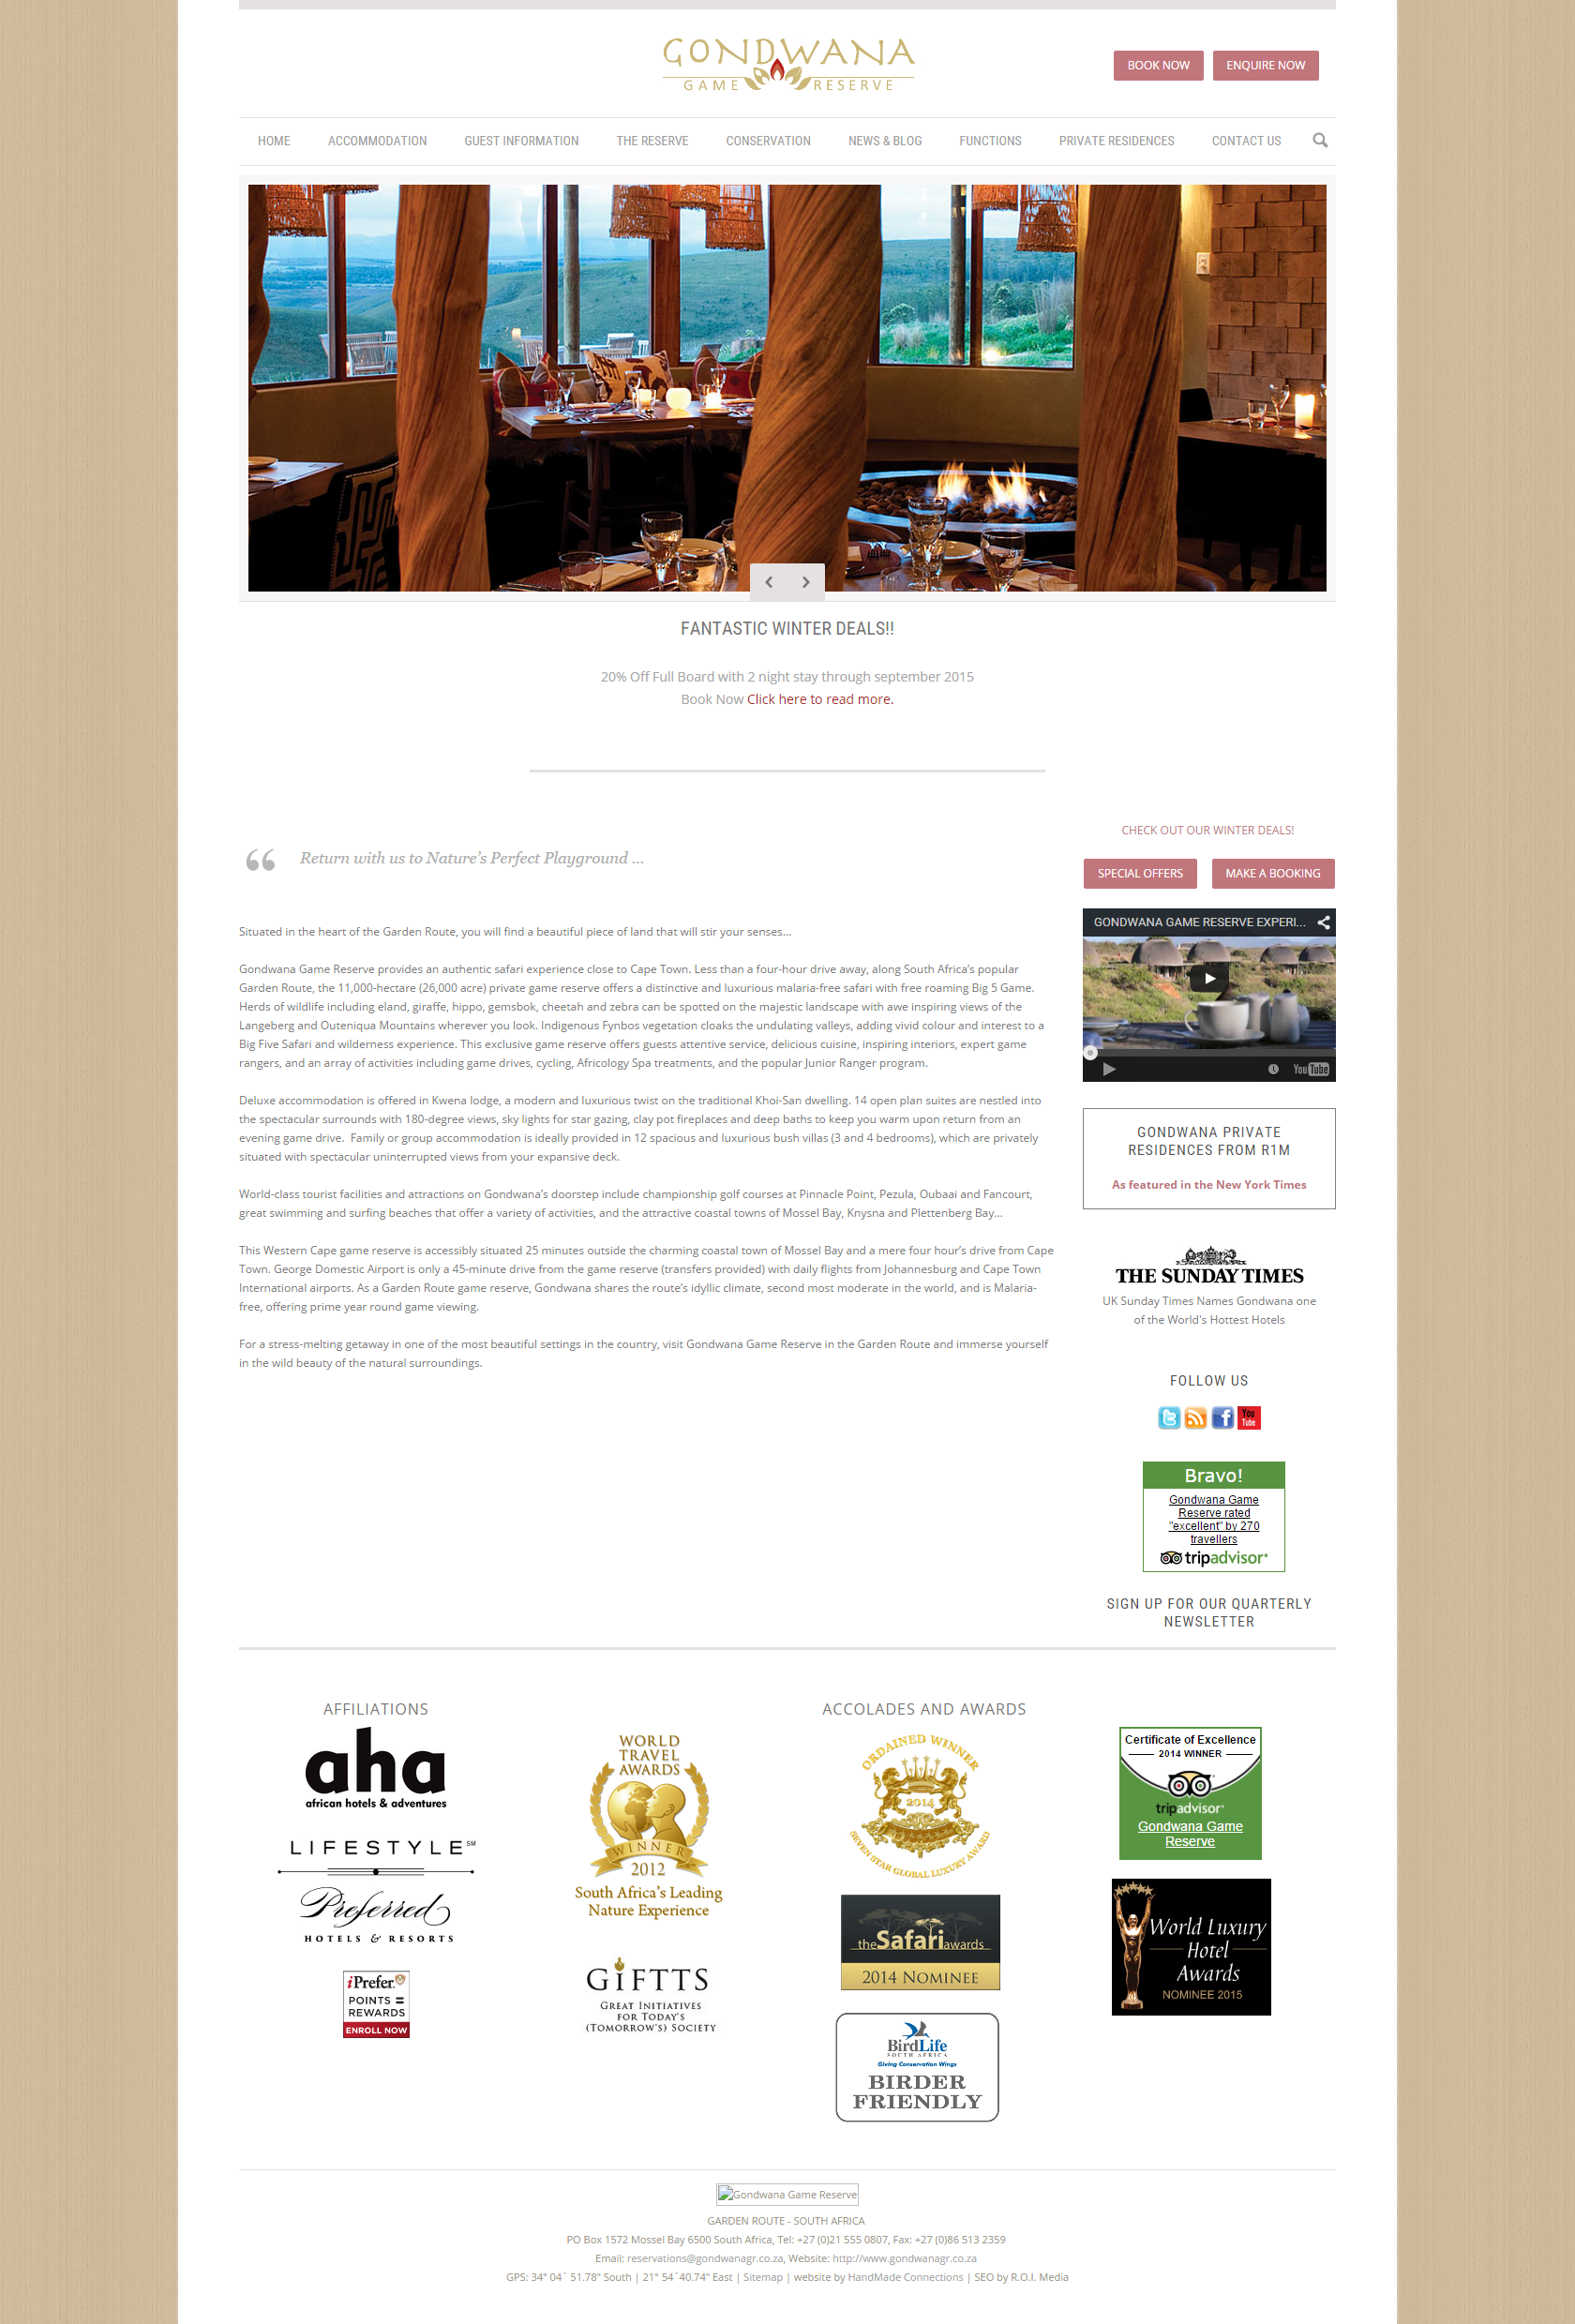 GONDWANA
GAME RESERVE
BOOK NOW
ENQUIRE NOW
HOME
ACCOMMODATION
GUEST INFORMATION
THE RESERVE
CONSERVATION
NEWS & BLOG
FUNCTIONS
PRIVATE RESIDENCES
CONTACT US
FANTASTIC WINTER DEALS!!
20% Off Full Board with 2 night stay through september 2015
Book Now Click here to read more.
“ Return with us to Nature’s Perfect Playground ...
Situated in the heart of the Garden Route, you will find a beautiful piece of land that will stir your senses…
Gondwana Game Reserve provides an authentic safari experience close to Cape Town. Less than a four-hour drive away, along South Africa’s popular
Garden Route, the 11,000-hectare (26,000 acre) private game reserve offers a distinctive and luxurious malaria-free safari with free roaming Big 5 Game.
Herds of wildlife including eland, giraffe, hippo, gemsbok, cheetah and zebra can be spotted on the majestic landscape with awe inspiring views of the
Langeberg and Outeniqua Mountains wherever you look. Indigenous Fynbos vegetation cloaks the undulating valleys, adding vivid colour and interest to a
Big Five Safari and wilderness experience. This exclusive game reserve offers guests attentive service, delicious cuisine, inspiring interiors, expert game
rangers, and an array of activities including game drives, cycling, Africology Spa treatments, and the popular Junior Ranger program.
Deluxe accommodation is offered in Kwena lodge, a modern and luxurious twist on the traditional Khoi-San dwelling. 14 open plan suites are nestled into
the spectacular surrounds with 180-degree views, sky lights for star gazing, clay pot fireplaces and deep baths to keep you warm upon return from an
evening game drive.  Family or group accommodation is ideally provided in 12 spacious and luxurious bush villas (3 and 4 bedrooms), which are privately
situated with spectacular uninterrupted views from your expansive deck.
World-class tourist facilities and attractions on Gondwana’s doorstep include championship golf courses at Pinnacle Point, Pezula, Oubaai and Fancourt,
great swimming and surfing beaches that offer a variety of activities, and the attractive coastal towns of Mossel Bay, Knysna and Plettenberg Bay…
This Western Cape game reserve is accessibly situated 25 minutes outside the charming coastal town of Mossel Bay and a mere four hour’s drive from Cape
Town. George Domestic Airport is only a 45-minute drive from the game reserve (transfers provided) with daily flights from Johannesburg and Cape Town
International airports. As a Garden Route game reserve, Gondwana shares the route’s idyllic climate, second most moderate in the world, and is Malaria-
free, offering prime year round game viewing.
For a stress-melting getaway in one of the most beautiful settings in the country, visit Gondwana Game Reserve in the Garden Route and immerse yourself
in the wild beauty of the natural surroundings.
CHECK OUT OUR WINTER DEALS!
SPECIAL OFFERS
MAKE A BOOKING
GONDWANA GAME RESERVE EXPERI...
YouTube
GONDWANA PRIVATE
RESIDENCES FROM R1M
As featured in the New York Times
THE SUNDAY TIMES
UK Sunday Times Names Gondwana one
of the World's Hottest Hotels
FOLLOW US
You
Tube
Bravo!
Gondwana Game
Reserve rated
"excellent" by 270
travellers
tripadvisor®
SIGN UP FOR OUR QUARTERLY
NEWSLETTER
AFFILIATIONS
aha
african hotels & adventures
LIFESTYLE℠
Preferred
HOTELS & RESORTS
iPrefer.
POINTS =
REWARDS
ENROLL NOW
WORLD
TRAVEL
AWARDS
WINNER
2012
South Africa’s Leading
Nature Experience
GIFTTS
GREAT INITIATIVES
FOR TODAY'S
(TOMORROW'S) SOCIETY
ACCOLADES AND AWARDS
ORDAINED WINNER
2014
SEVEN STAR GLOBAL LUXURY AWARD
theSafariawards
2014 NOMINEE
BirdLife
SOUTH AFRICA
Giving Conservation Wings
BIRDER
FRIENDLY
Certificate of Excellence
2014 WINNER
tripadvisor®
Gondwana Game
Reserve
World Luxury
Hotel
Awards
NOMINEE 2015
Gondwana Game Reserve
GARDEN ROUTE - SOUTH AFRICA
PO Box 1572 Mossel Bay 6500 South Africa, Tel: +27 (0)21 555 0807, Fax: +27 (0)86 513 2359
Email: reservations@gondwanagr.co.za, Website: http://www.gondwanagr.co.za
GPS: 34° 04´ 51.78" South | 21° 54´40.74" East | Sitemap | website by HandMade Connections | SEO by R.O.I. Media